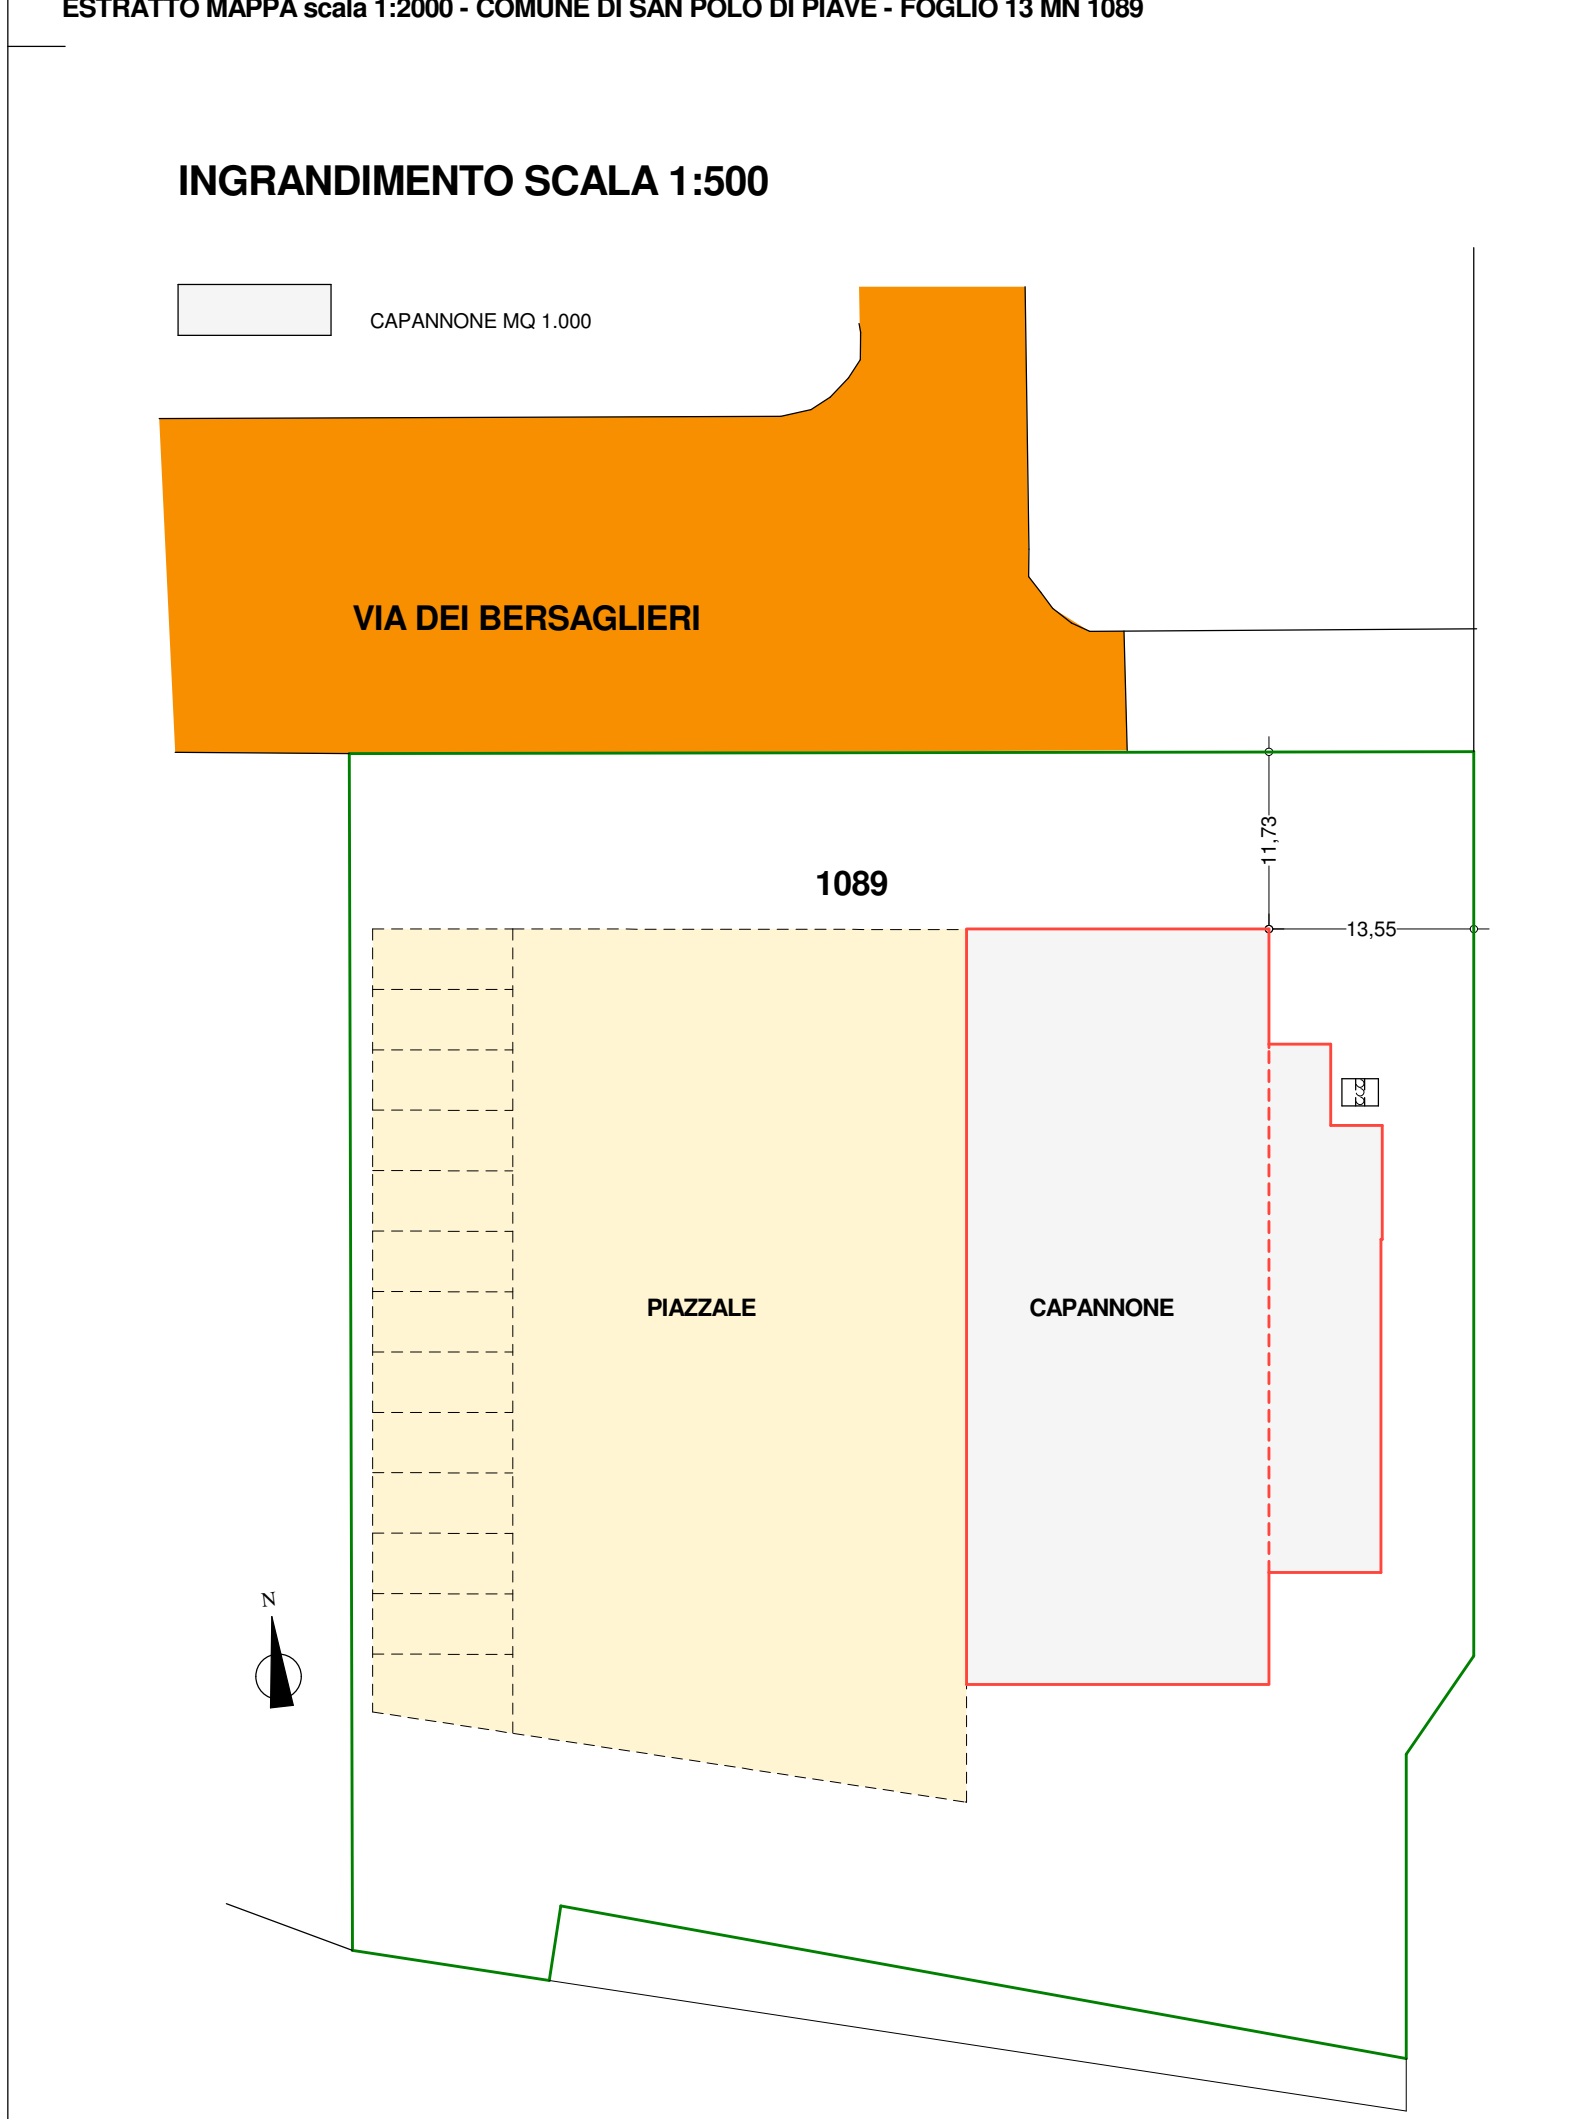 ESTRATTO MAPPA scala 1:2000 - COMUNE DI SAN POLO DI PIAVE - FOGLIO 13 MN 1089
INGRANDIMENTO SCALA 1:500
CAPANNONE MQ 1.000
VIA DEI BERSAGLIERI
11,73
1089
13,55
PIAZZALE
CAPANNONE
N